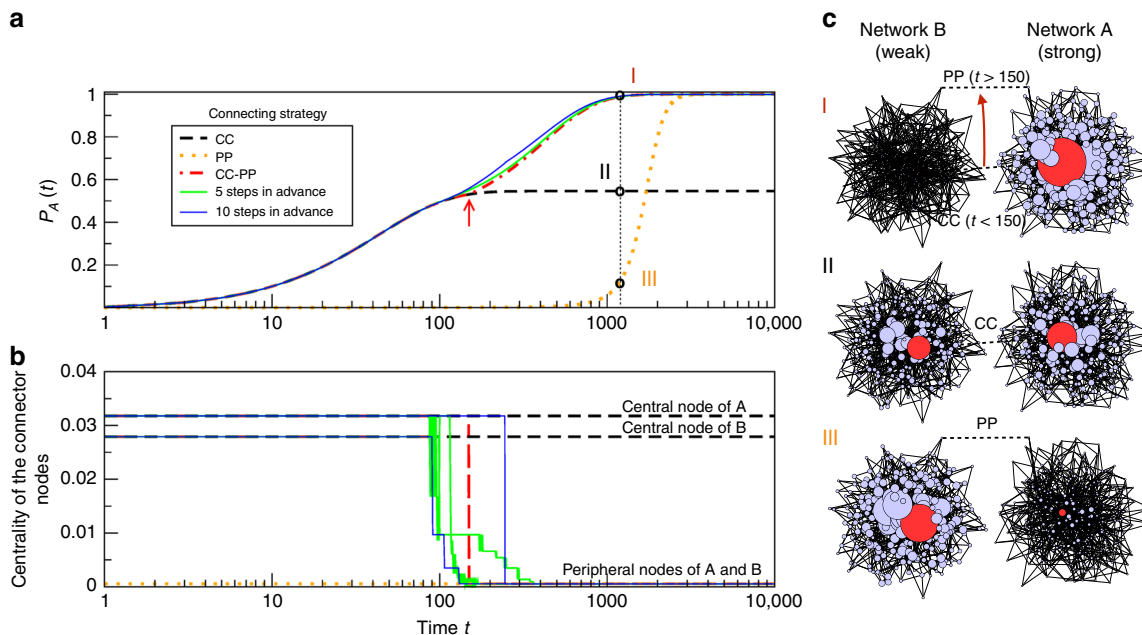 a
P_A(t)
1
0.8
0.6
0.4
0.2
Connecting strategy
CC
PP
CC-PP
5 steps in advance
10 steps in advance
I
II
III
1
10
100
1000
10,000
b
Centrality of the connector
nodes
0.04
0.03
0.02
0.01
0
Central node of A
Central node of B
Peripheral nodes of A and B
1
10
100
1000
10,000
Time t
c
Network B
(weak)
Network A
(strong)
I
PP (t > 150)
CC (t < 150)
II
CC
III
PP